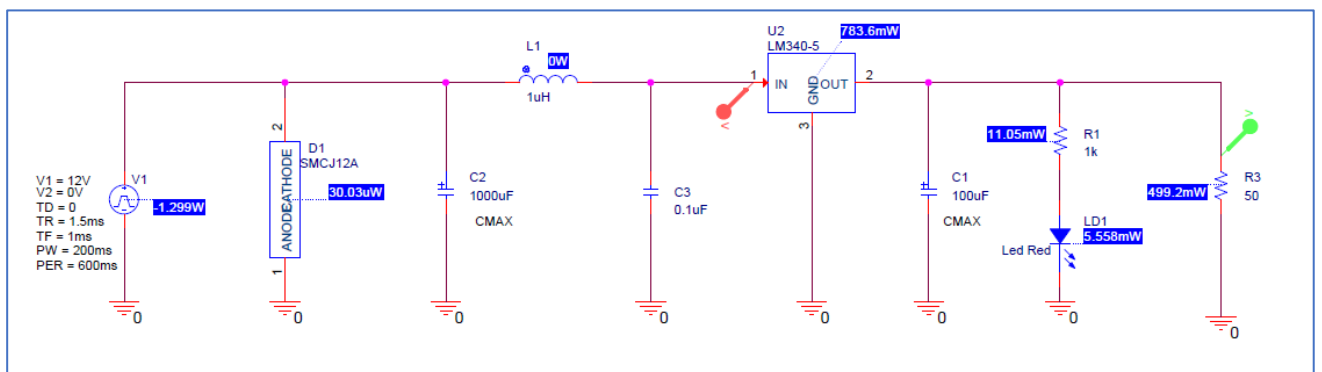 V1 = 12V
V2 = 0V
TD = 0
TR = 1.5ms
TF = 1ms
PW = 200ms
PER = 600ms
V1
-1.299W
0
2
D1
SMCJ12A
ANODE
CATHODE
30.03uW
1
0
C2
1000uF
CMAX
0
L1
0W
1uH
C3
0.1uF
0
U2
LM340-5
783.6mW
1
IN
GND
OUT
2
3
V
0
C1
100uF
CMAX
0
11.05mW
R1
1k
LD1
5.558mW
Led Red
0
V
R3
499.2mW
50
0